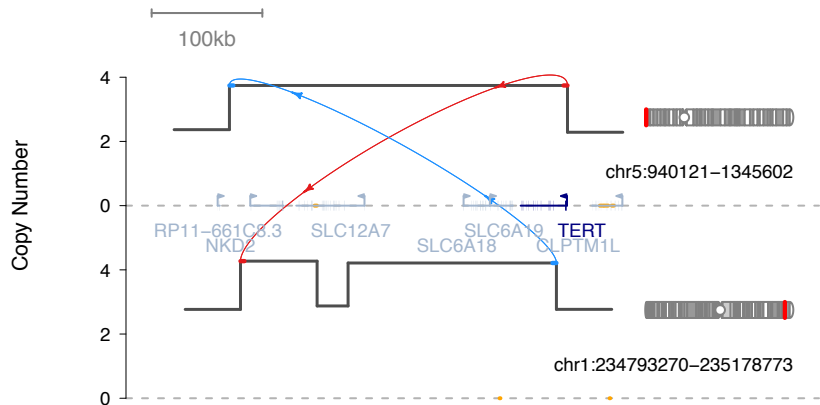 100kb
Copy Number
4
2
0
chr5:940121−1345602
RP11−661C8.3
SLC12A7
SLC6A19
TERT
NKD2
SLC6A18
CLPTM1L
4
2
0
chr1:234793270−235178773